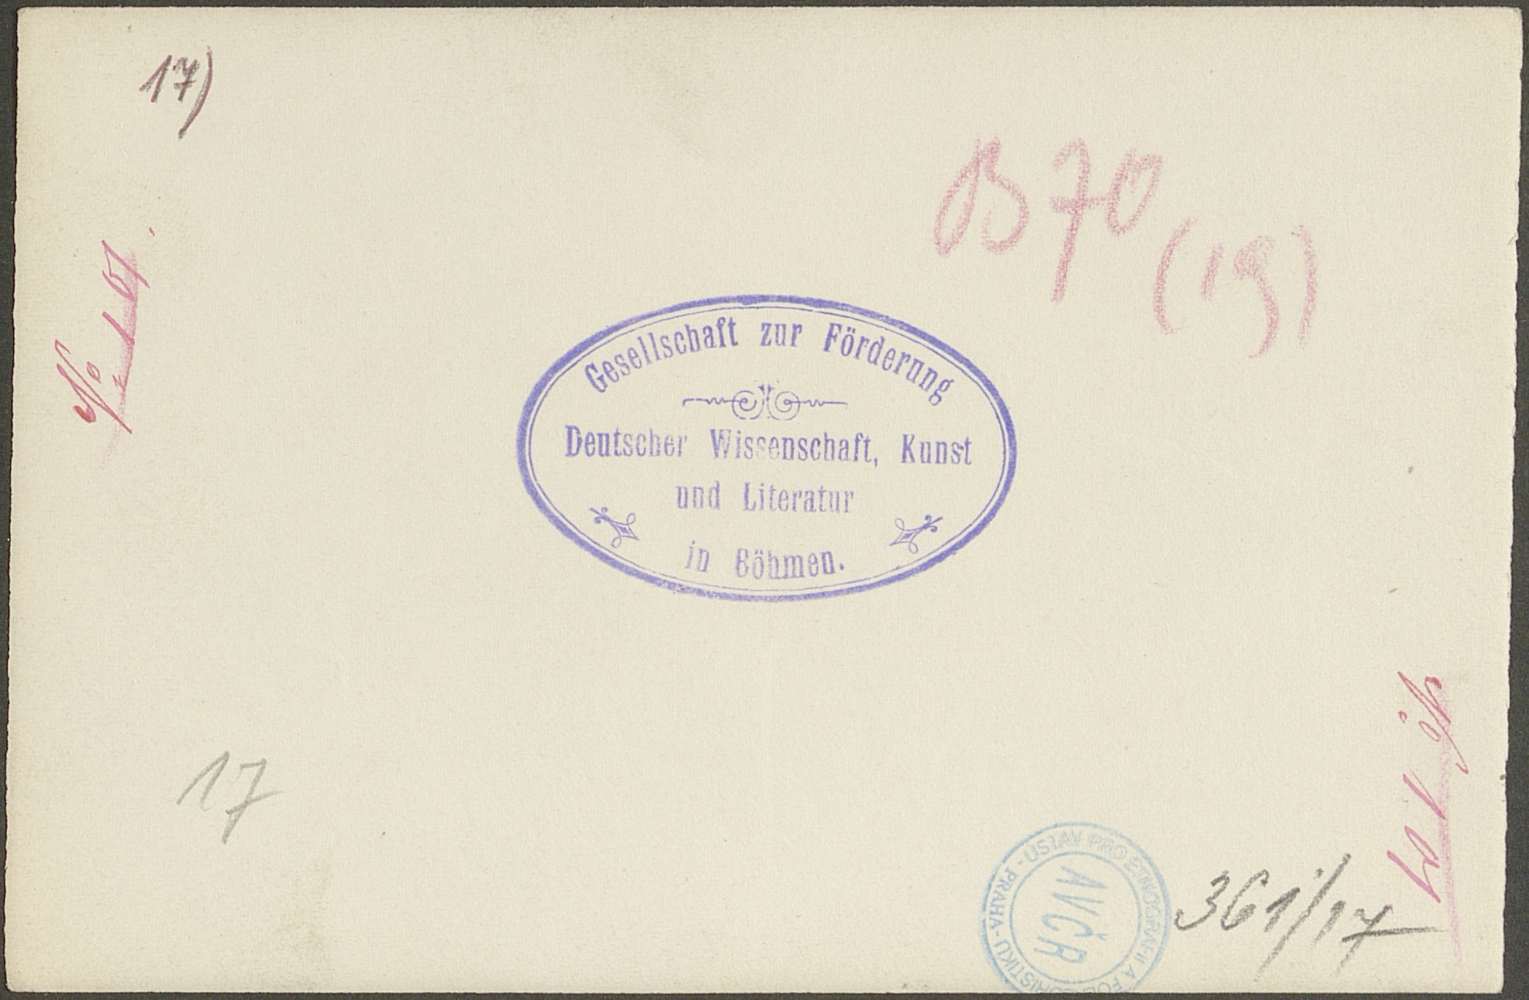 17)
B 70
(19)
Gesellschaft zur Förderung
Deutscher Wissenschaft, Kunst
und Literatur
in Böhmen.
17
ÚSTAV PRO ETNOGRAFII A FOLKLORISTIKU - PRAHA -
AVČR
361/17